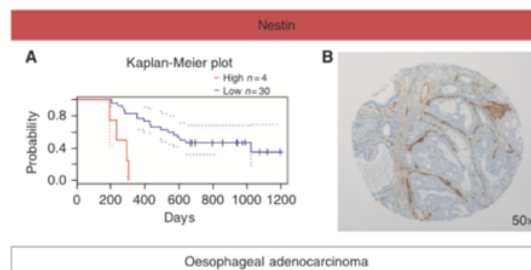 Nestin
A
Kaplan-Meier plot
High n=4
Low n=30
Probability
0.8
0.4
0.0
0 200 400 600 800 1000 1200
Days
B
50x
Oesophageal adenocarcinoma